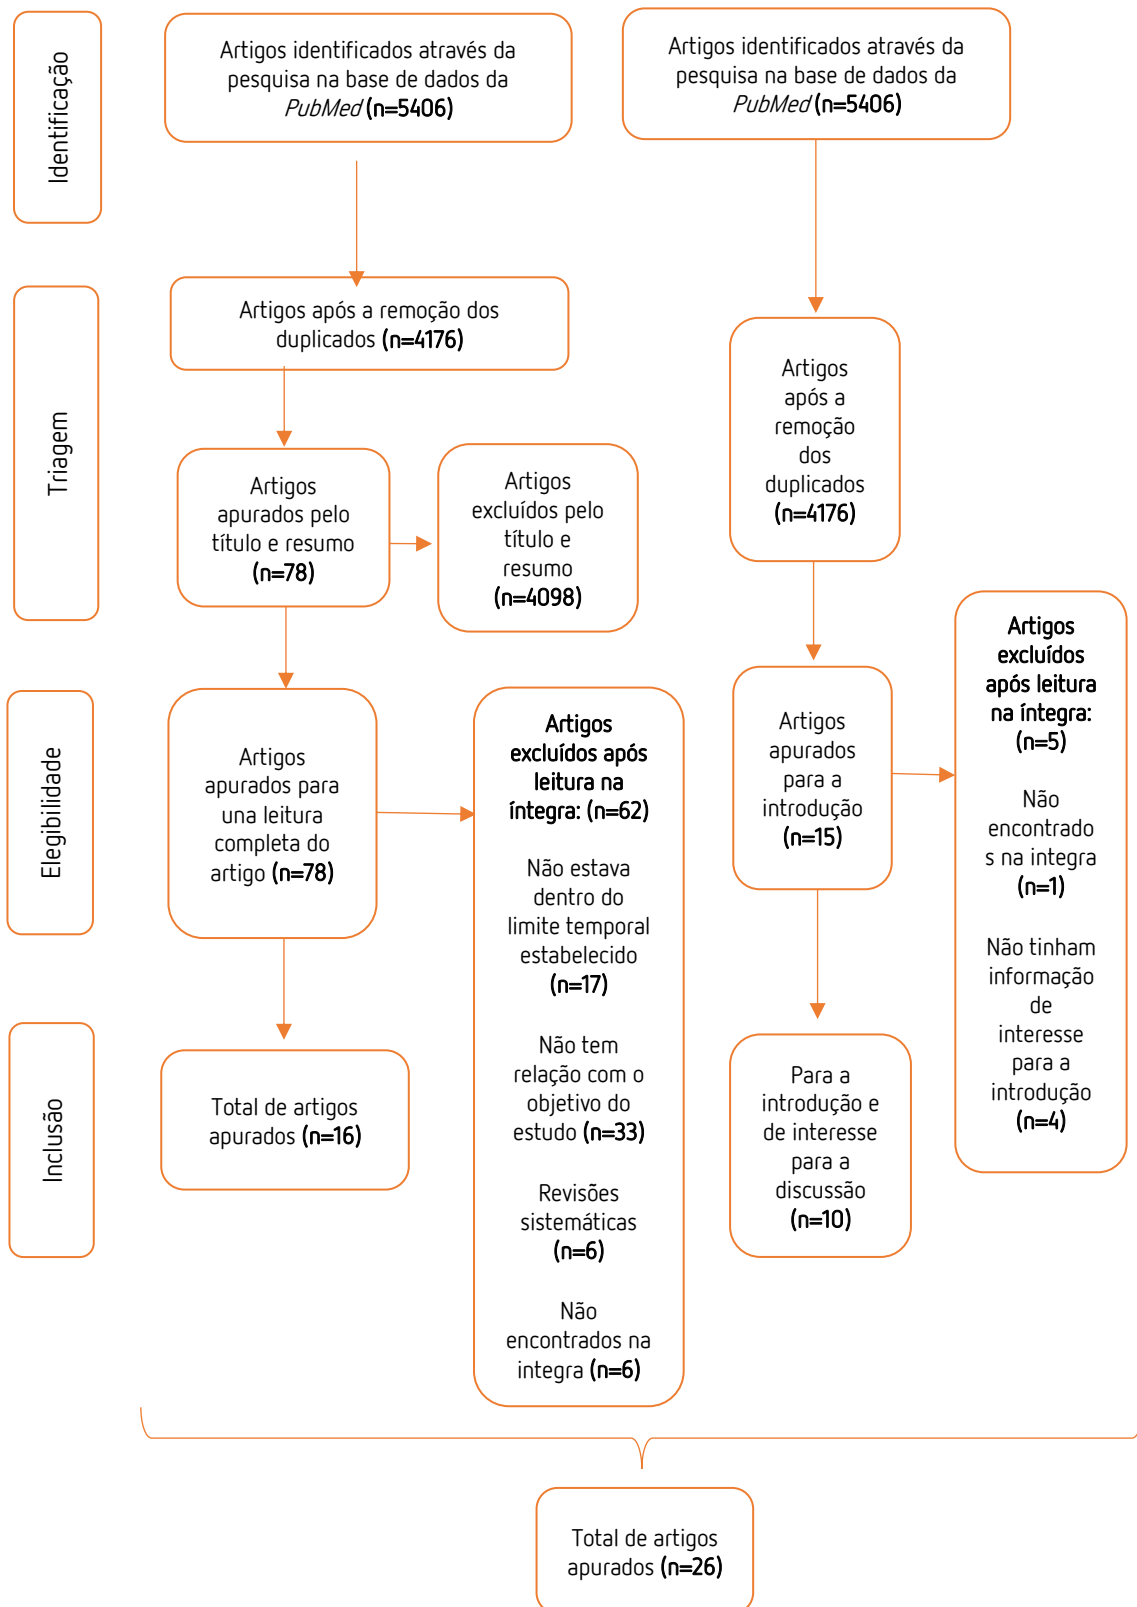 Identificação
Artigos identificados através da
pesquisa na base de dados da
PubMed (n=5406)
Artigos identificados através da
pesquisa na base de dados da
PubMed (n=5406)
Triagem
Artigos após a remoção dos
duplicados (n=4176)
Artigos
apurados pelo
título e resumo
(n=78)
Artigos
excluídos pelo
título e
resumo
(n=4098)
Artigos
após a
remoção
dos
duplicados
(n=4176)
Elegibilidade
Artigos
apurados para
una leitura
completa do
artigo (n=78)
Artigos
excluídos após
leitura na
íntegra: (n=62)
Não estava
dentro do
limite temporal
estabelecido
(n=17)
Não tem
relação com o
objetivo do
estudo (n=33)
Revisões
sistemáticas
(n=6)
Não
encontrados na
integra (n=6)
Artigos
apurados
para a
introdução
(n=15)
Artigos
excluídos
após leitura
na íntegra:
(n=5)
Não
encontrado
s na integra
(n=1)
Não tinham
informação
de
interesse
para a
introdução
(n=4)
Inclusão
Total de artigos
apurados (n=16)
Para a
introdução e
de interesse
para a
discussão
(n=10)
Total de artigos
apurados (n=26)